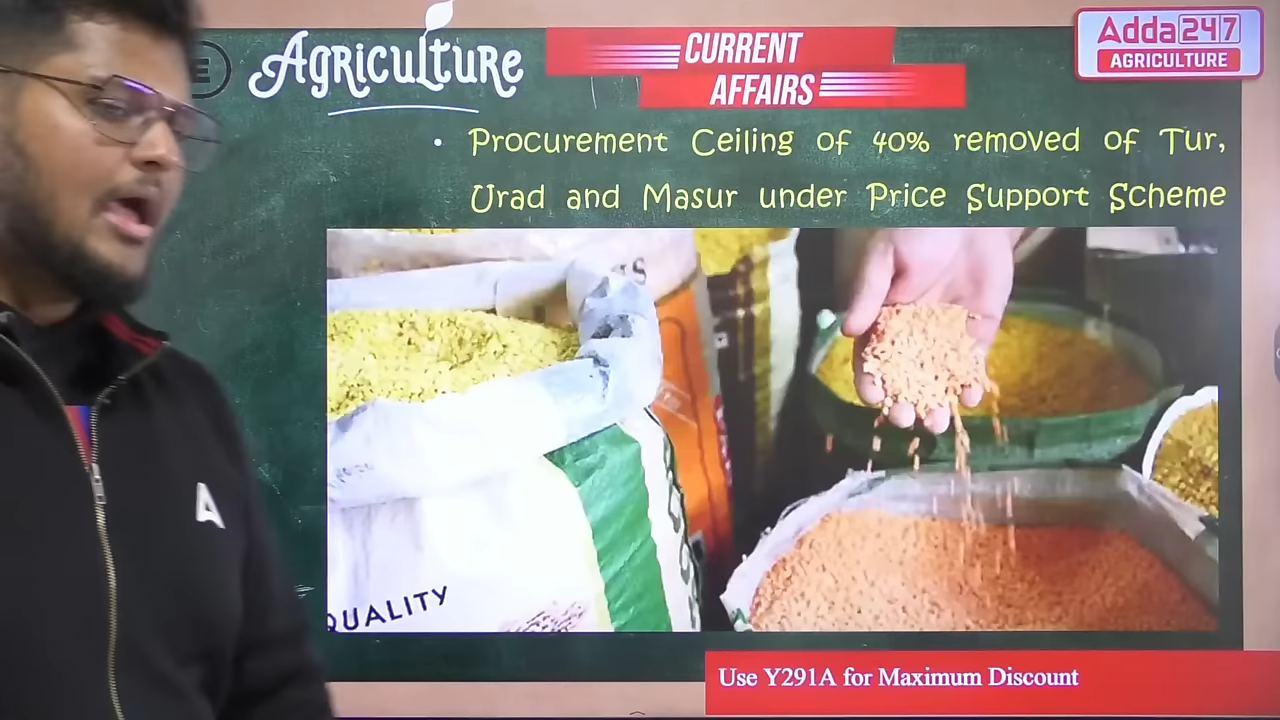 E
Agriculture
CURRENT
AFFAIRS
Adda247
AGRICULTURE
• Procurement Ceiling of 40% removed of Tur,
Urad and Masur under Price Support Scheme
QUALITY
A
Use Y291A for Maximum Discount